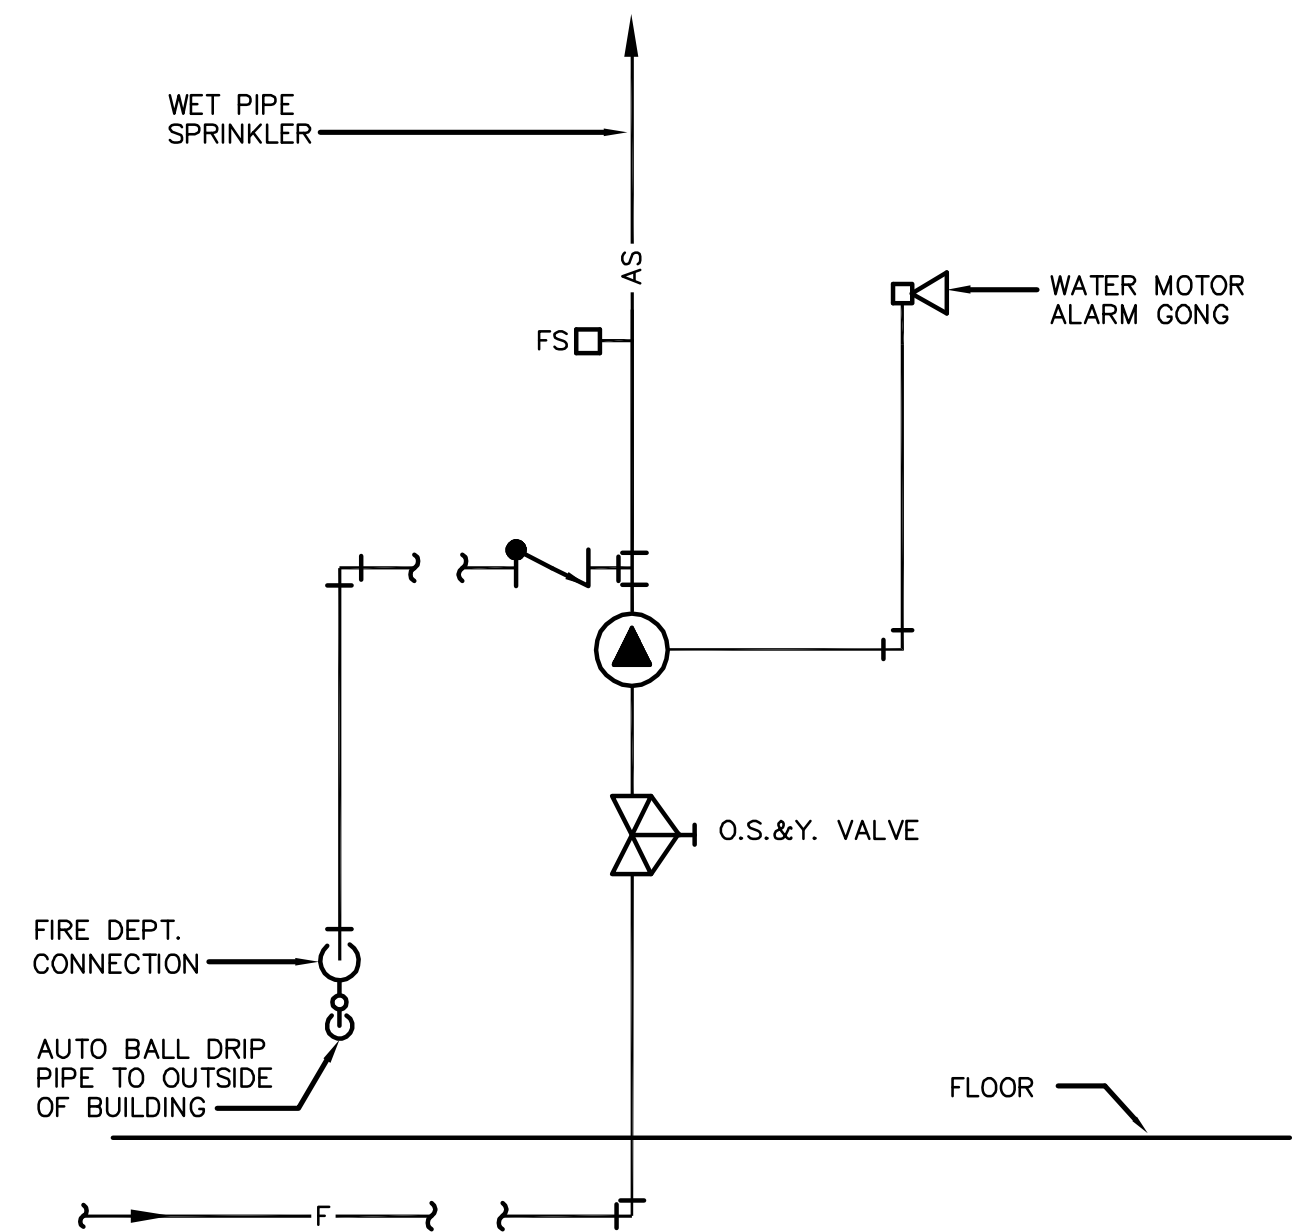 WET PIPE
SPRINKLER
AS
WATER MOTOR
ALARM GONG
FS
O.S.&Y. VALVE
FIRE DEPT.
CONNECTION
AUTO BALL DRIP
PIPE TO OUTSIDE
OF BUILDING
FLOOR
F